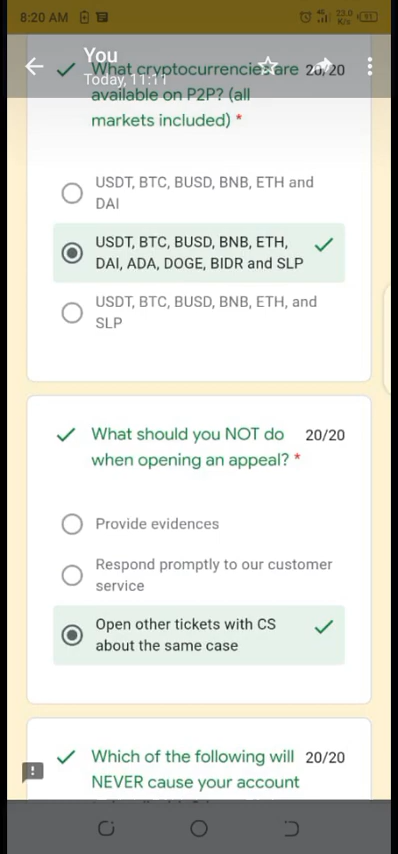 8:20 AM
4G 23.0 K/s 91
You
Today, 11:11
What cryptocurrencies are 20/20
available on P2P? (all
markets included) *
USDT, BTC, BUSD, BNB, ETH and
DAI
USDT, BTC, BUSD, BNB, ETH,
DAI, ADA, DOGE, BIDR and SLP
USDT, BTC, BUSD, BNB, ETH, and
SLP
What should you NOT do 20/20
when opening an appeal? *
Provide evidences
Respond promptly to our customer
service
Open other tickets with CS
about the same case
Which of the following will 20/20
NEVER cause your account